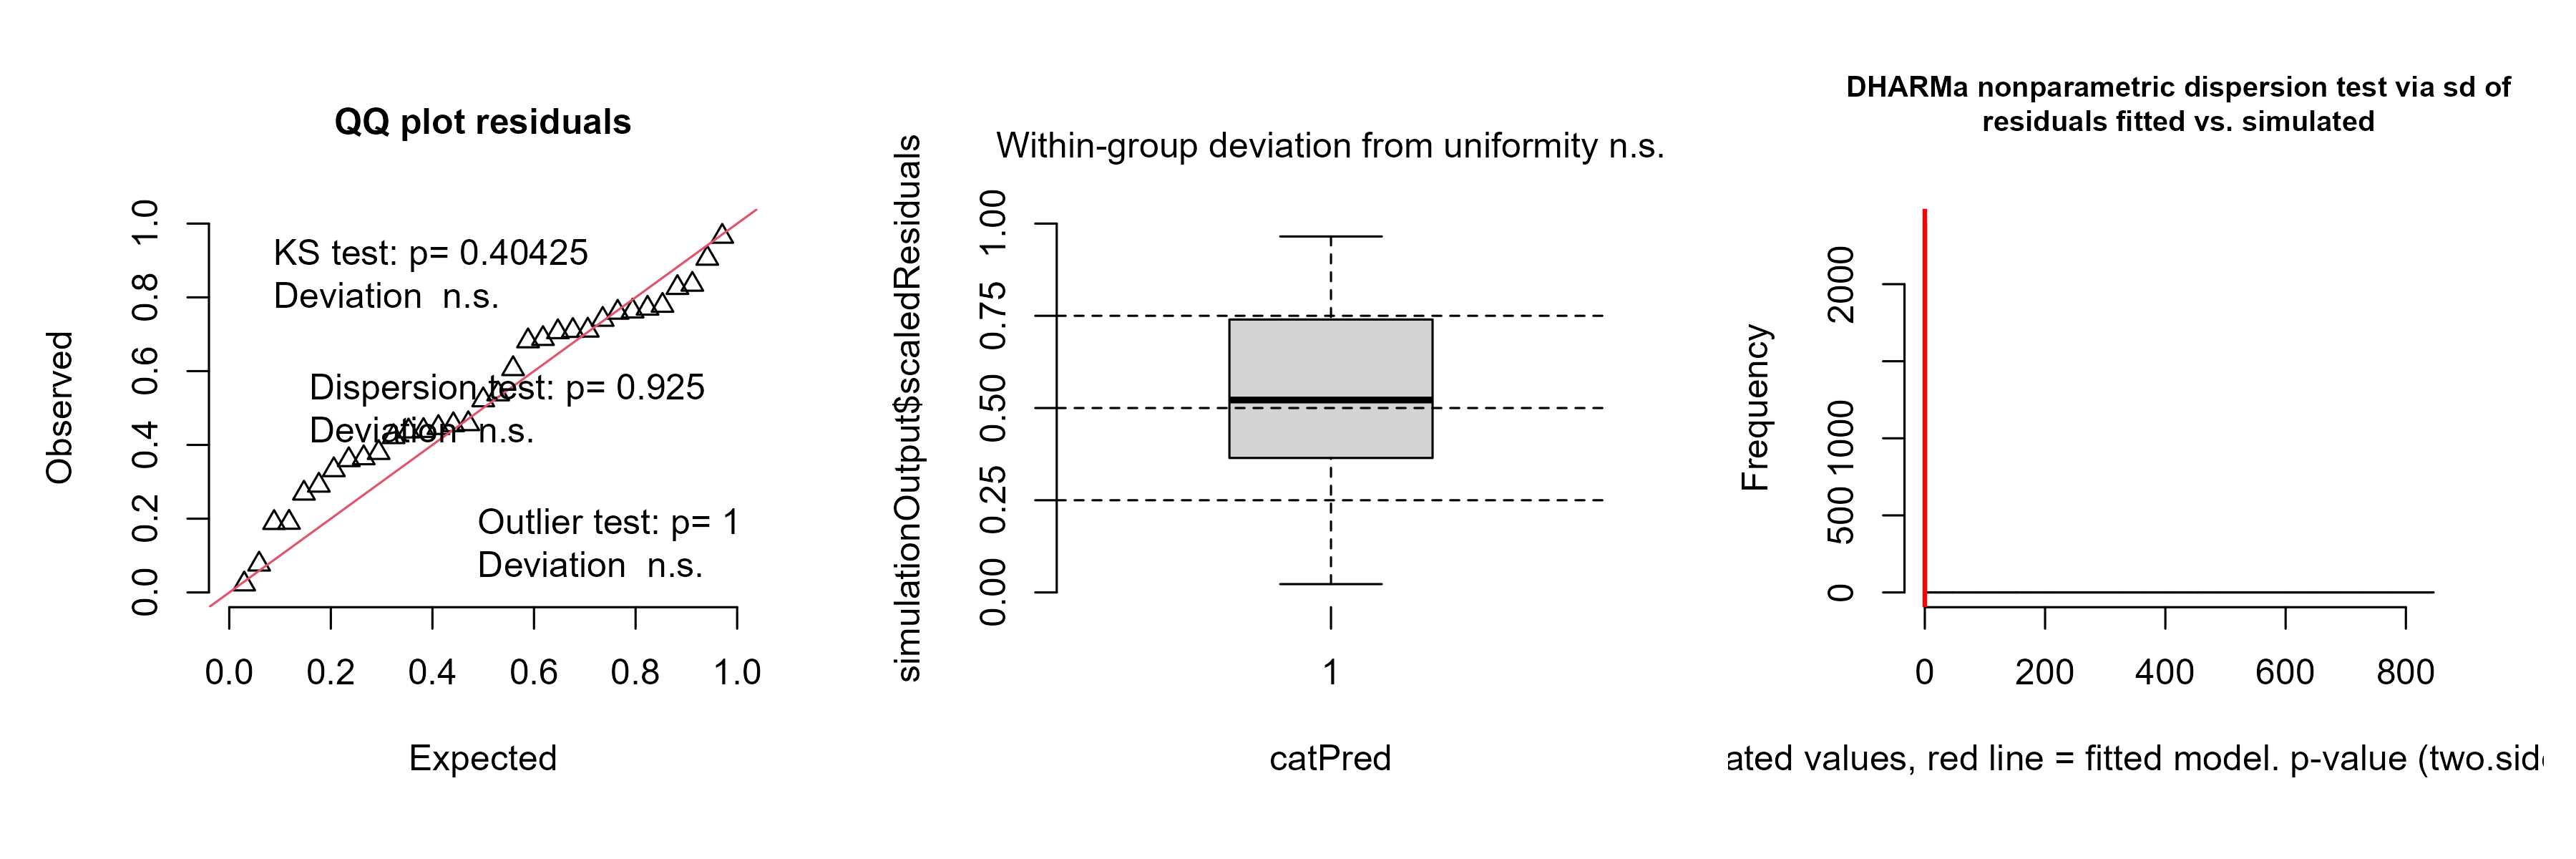 QQ plot residuals
KS test: p= 0.40425
Deviation  n.s.
Dispersion test: p= 0.925
Deviation  n.s.
Outlier test: p= 1
Deviation  n.s.
Observed
0.0 0.2 0.4 0.6 0.8 1.0
0.0 0.2 0.4 0.6 0.8 1.0
Expected
Within-group deviation from uniformity n.s.
simulationOutput$scaledResiduals
0.00 0.25 0.50 0.75 1.00
1
catPred
DHARMa nonparametric dispersion test via sd of
residuals fitted vs. simulated
Frequency
0 500 1000 2000
0 200 400 600 800
values, red line = fitted model. p-value